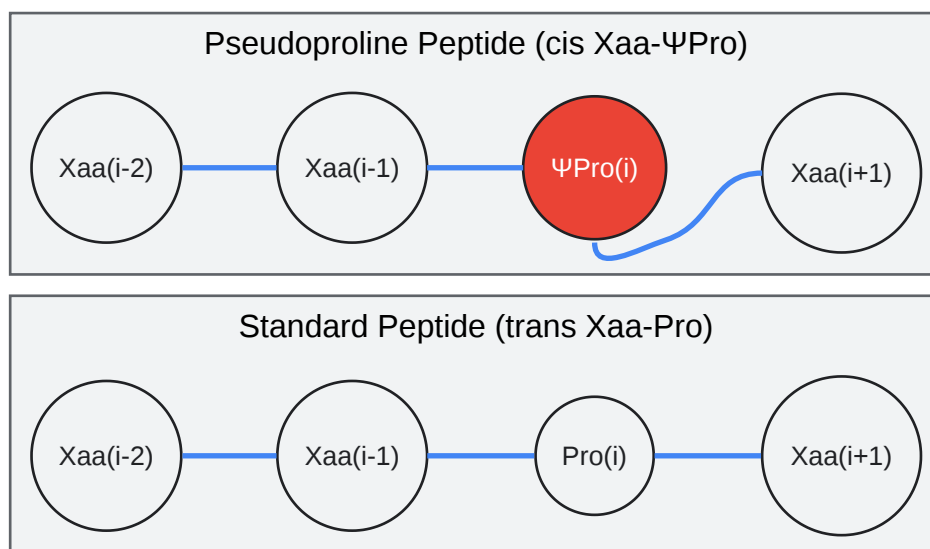 Pseudoproline Peptide (cis Xaa-ΨPro)
Xaa(i-2)
Xaa(i-1)
ΨPro(i)
Xaa(i+1)
Standard Peptide (trans Xaa-Pro)
Xaa(i-2)
Xaa(i-1)
Pro(i)
Xaa(i+1)